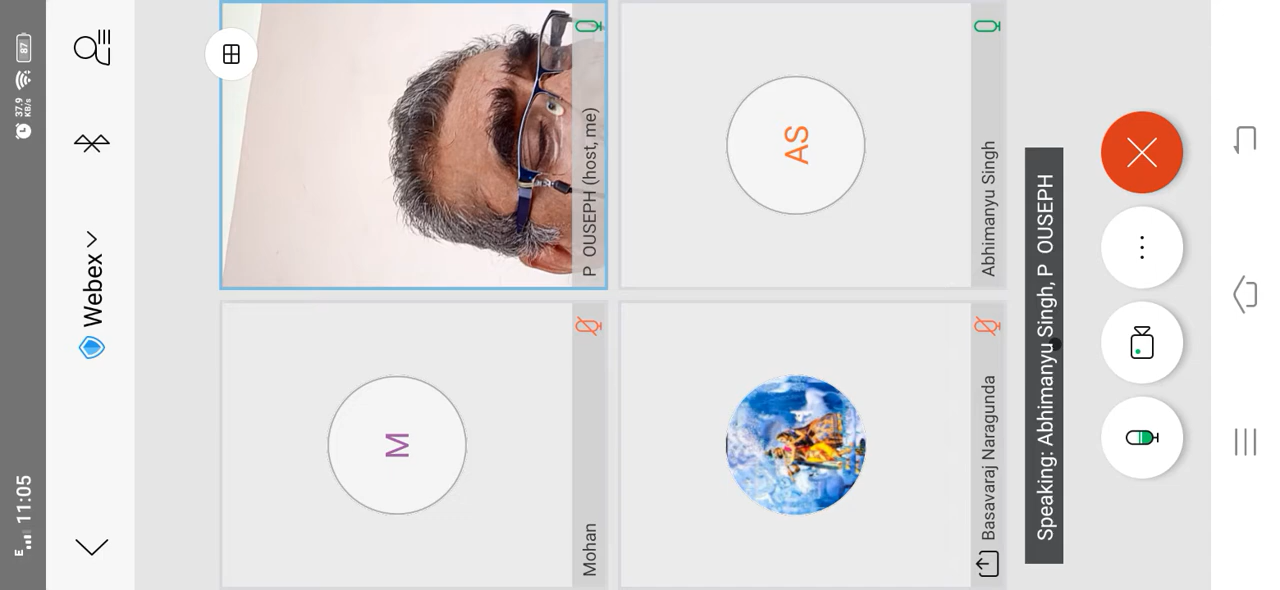 E 11:05
37.9 KB/s 87
Webex
P OUSEPH (host, me)
Mohan
AS
Abhimanyu Singh
M
Basavaraj Naragunda
Speaking: Abhimanyu Singh, P OUSEPH